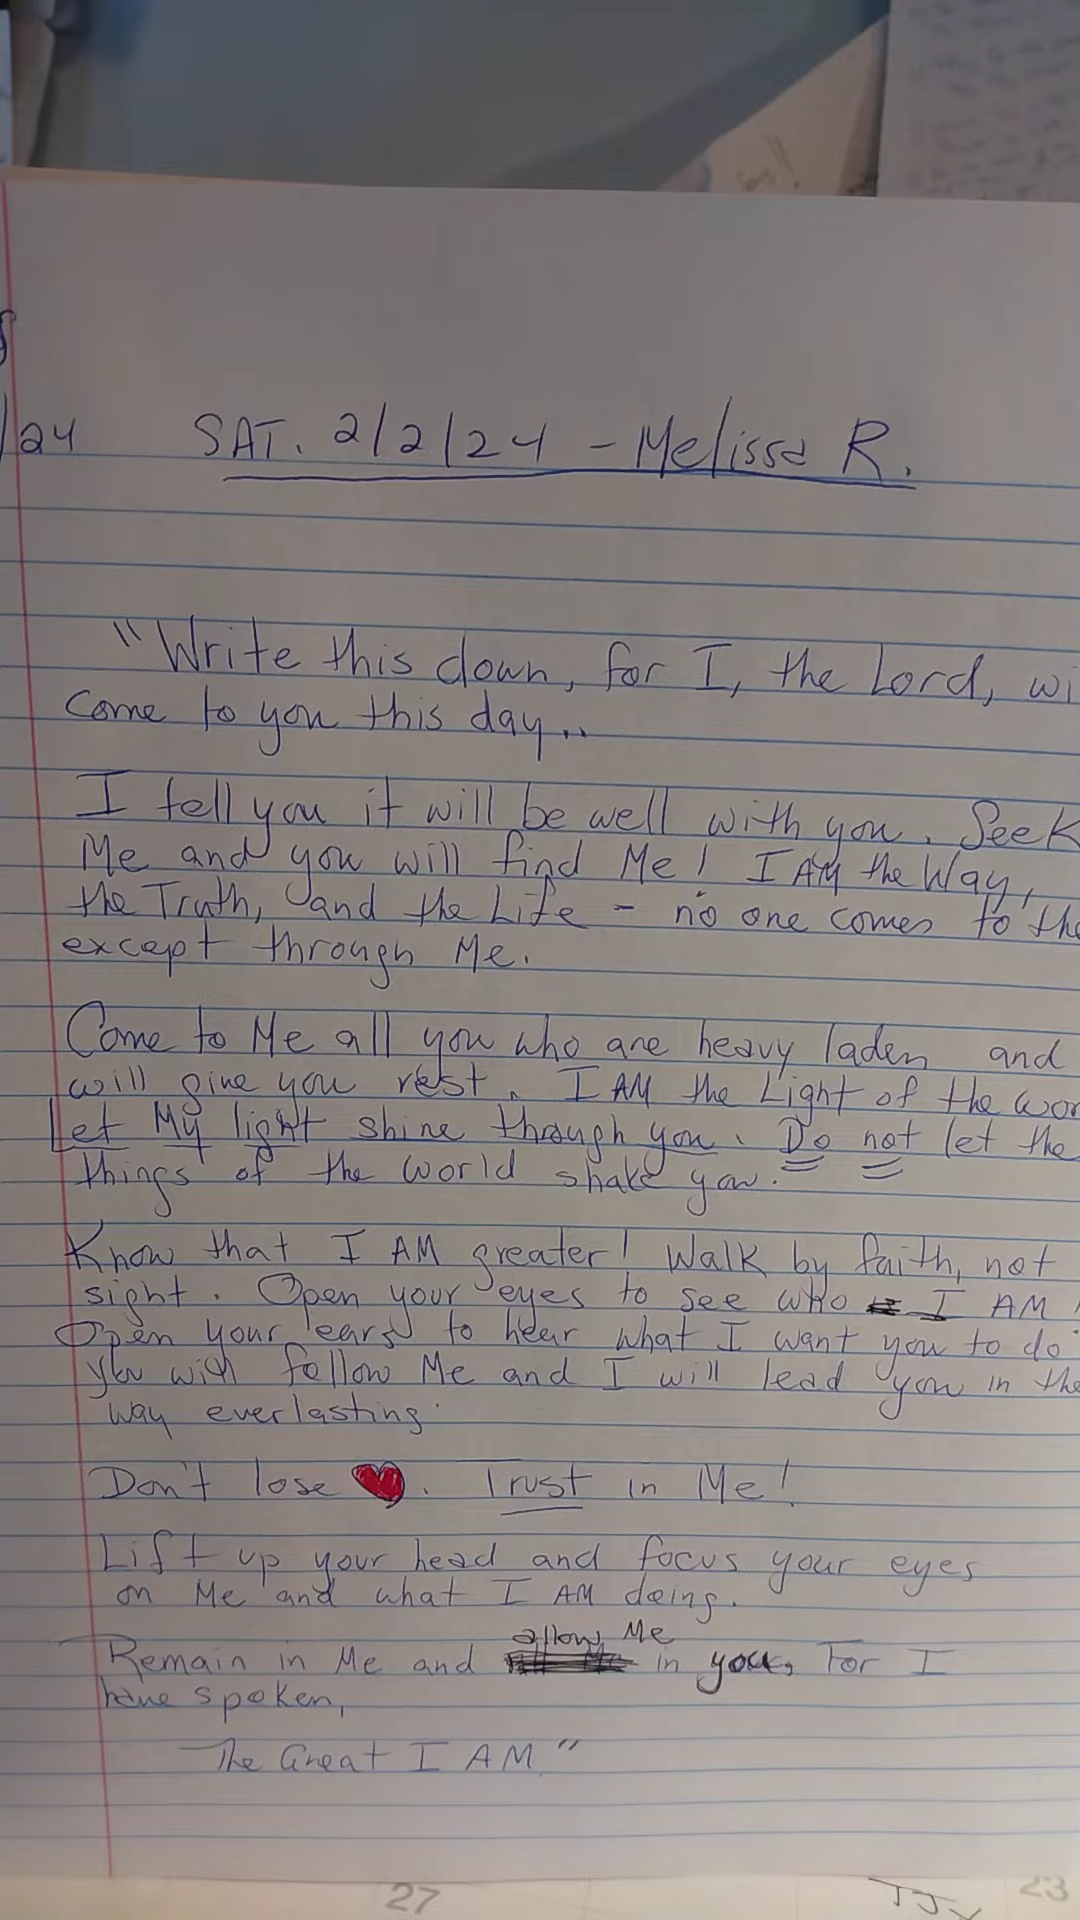 /24 SAT. 2/2/24 - Melissa R.
"Write this down, for I, the Lord, wi
come to you this day..
I tell you it will be well with you. Seek
Me and you will find Me! I AM the Way,
the Truth, and the Life - no one comes to the
except through Me.
Come to Me all you who are heavy laden and
will give you rest. I AM the Light of the wor
Let My light shine through you. Do not let the
things of the world shake you.
Know that I AM greater! Walk by faith, not
sight. Open your eyes to see who I AM
Open your ears to hear what I want you to do
you will follow Me and I will lead you in the
way everlasting.
Don't lose ❤. Trust in Me!
Lift up your head and focus your eyes
on Me and what I AM doing.
allow Me
Remain in Me and in you, For I
have spoken,
The Great I AM"
27 23